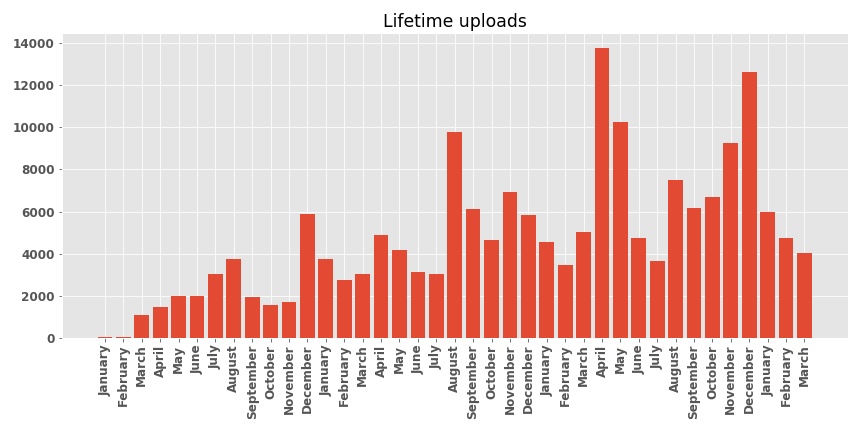 Lifetime uploads
14000
12000
10000
8000
6000
4000
2000
0
January
February
March
April
May
June
July
August
September
October
November
December
January
February
March
April
May
June
July
August
September
October
November
December
January
February
March
April
May
June
July
August
September
October
November
December
January
February
March